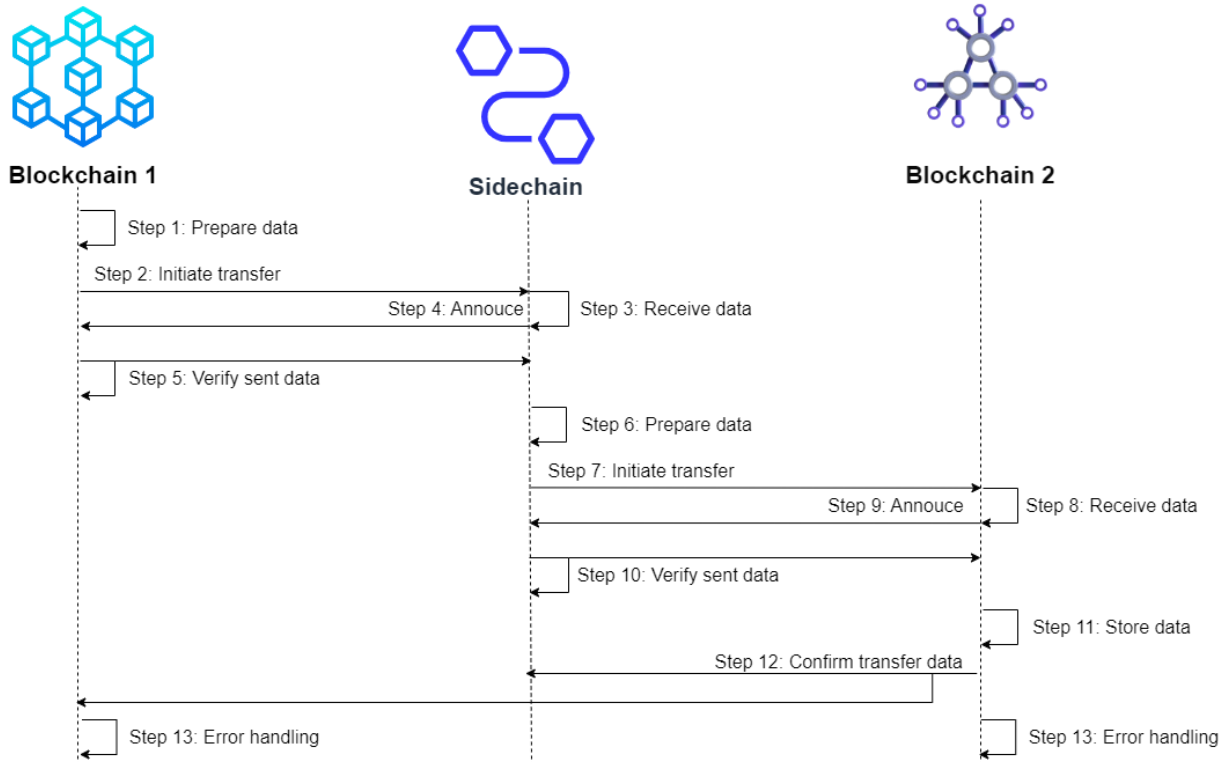 Blockchain 1
Sidechain
Blockchain 2
Step 1: Prepare data
Step 2: Initiate transfer
Step 4: Annouce
Step 3: Receive data
Step 5: Verify sent data
Step 6: Prepare data
Step 7: Initiate transfer
Step 9: Annouce
Step 8: Receive data
Step 10: Verify sent data
Step 11: Store data
Step 12: Confirm transfer data
Step 13: Error handling
Step 13: Error handling